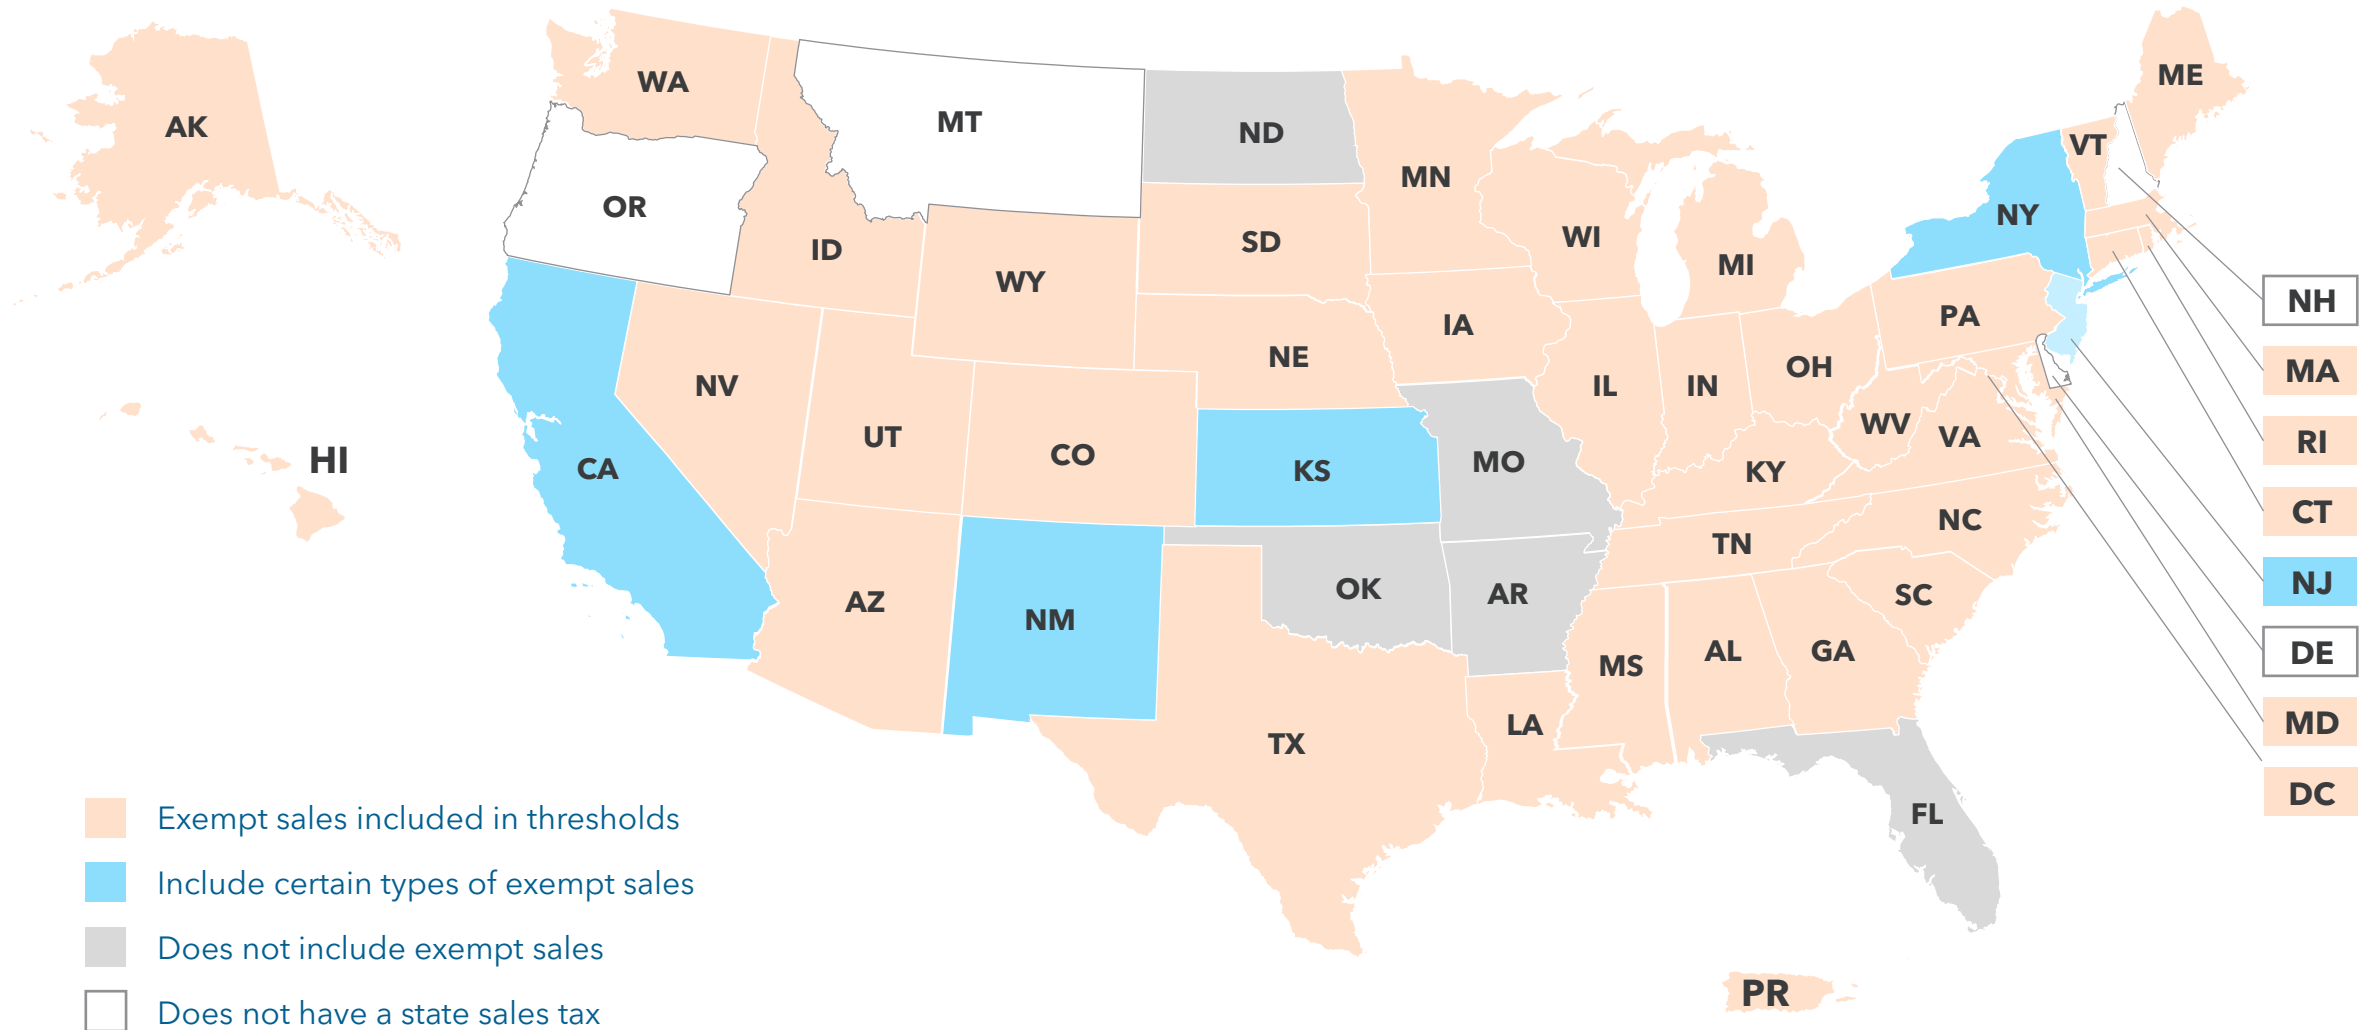 ME
WA
MT
AK
ND
VT
MN
OR
NY
WI
SD
ID
MI
WY
NH
PA
IA
NE
OH
MA
NV
IL
IN
WV
UT
VA
RI
CO
HI
CA
KS
MO
KY
CT
NC
TN
NJ
OK
AR
SC
AZ
NM
AL
GA
DE
MS
MD
LA
TX
DC
FL
Exempt sales included in thresholds
Include certain types of exempt sales
Does not include exempt sales
PR
Does not have a state sales tax